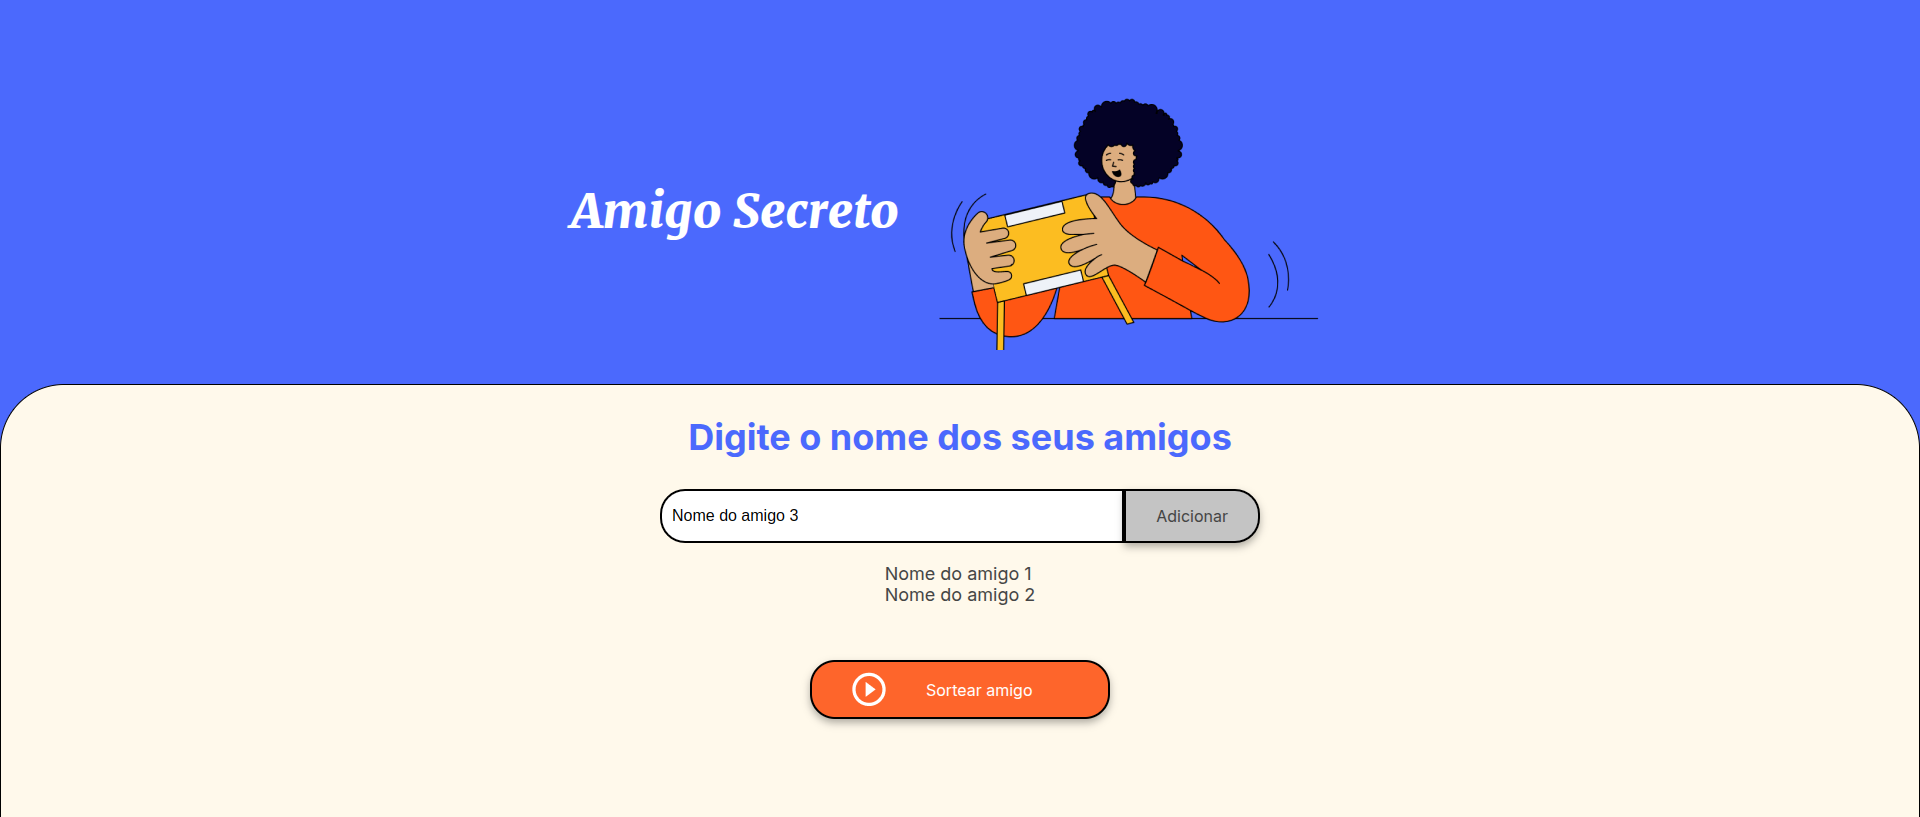 Amigo Secreto
Digite o nome dos seus amigos
Nome do amigo 3
Adicionar
Nome do amigo 1
Nome do amigo 2
Sortear amigo